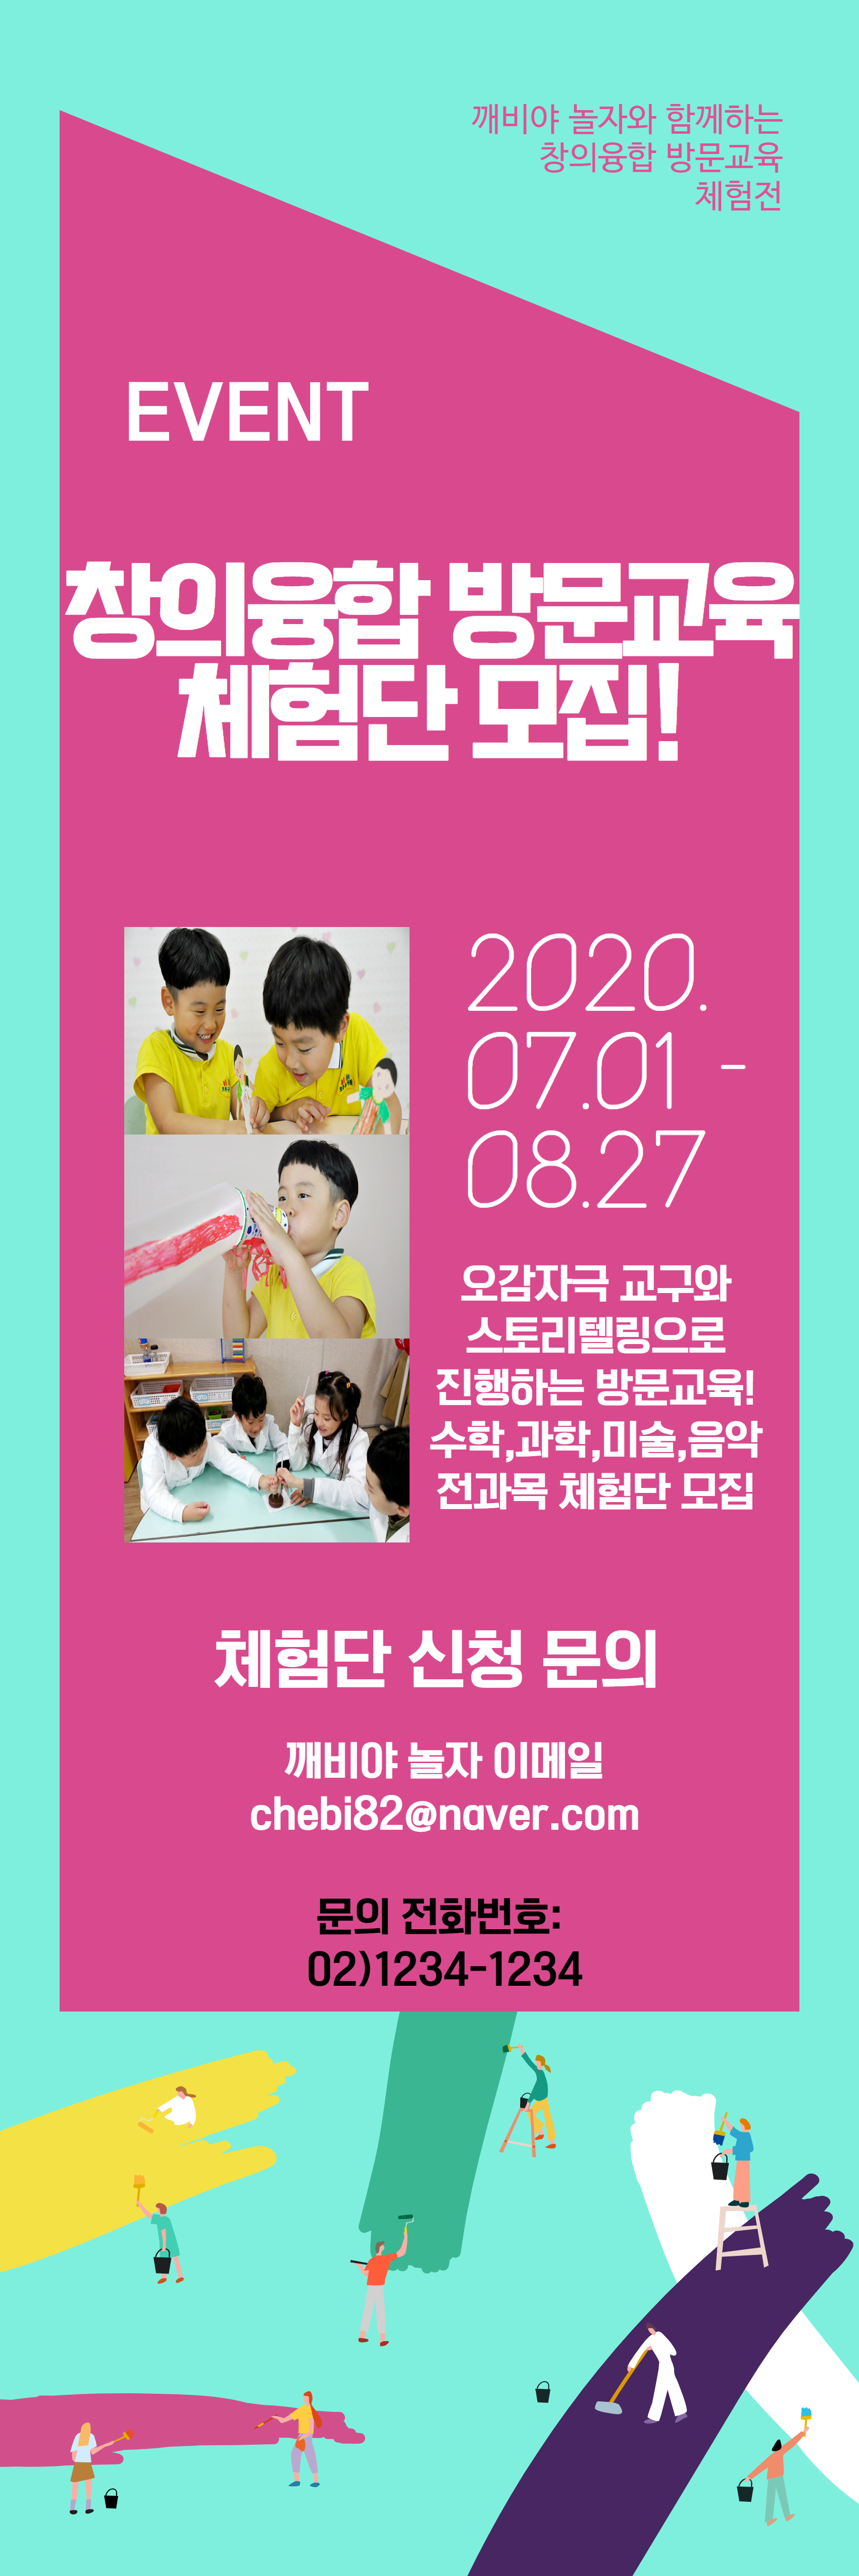 깨비야 놀자와 함께하는
창의융합 방문교육
체험전
EVENT
창의융합 방문교육
체험단 모집!
2020.
07.01 -
08.27
오감자극 교구와
스토리텔링으로
진행하는 방문교육!
수학,과학,미술,음악
전과목 체험단 모집
체험단 신청 문의
깨비야 놀자 이메일
chebi82@naver.com
문의 전화번호:
02)1234-1234